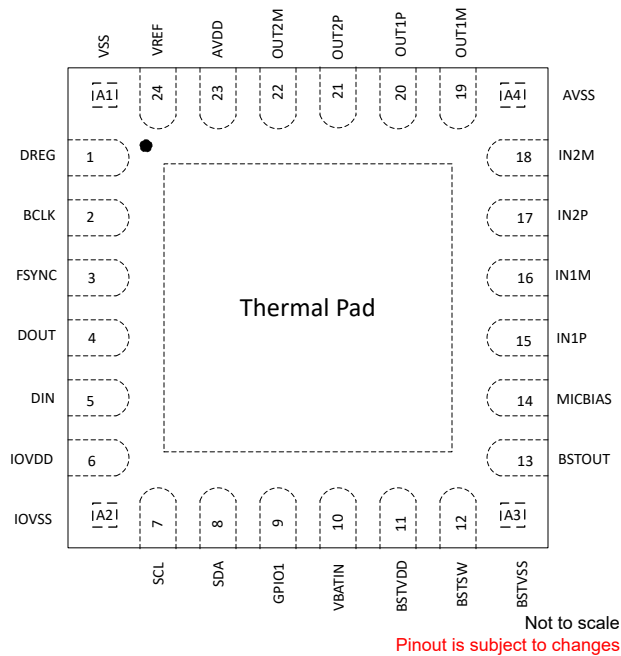 VSS
VREF
AVDD
OUT2M
OUT2P
OUT1P
OUT1M
A1
24
23
22
21
20
19
A4
AVSS
DREG
1
18
IN2M
BCLK
2
17
IN2P
FSYNC
3
16
IN1M
Thermal Pad
DOUT
4
15
IN1P
DIN
5
14
MICBIAS
IOVDD
6
13
BSTOUT
IOVSS
A2
7
8
9
10
11
12
A3
SCL
SDA
GPIO1
VBATIN
BSTVDD
BSTSW
BSTVSS
Not to scale
Pinout is subject to changes